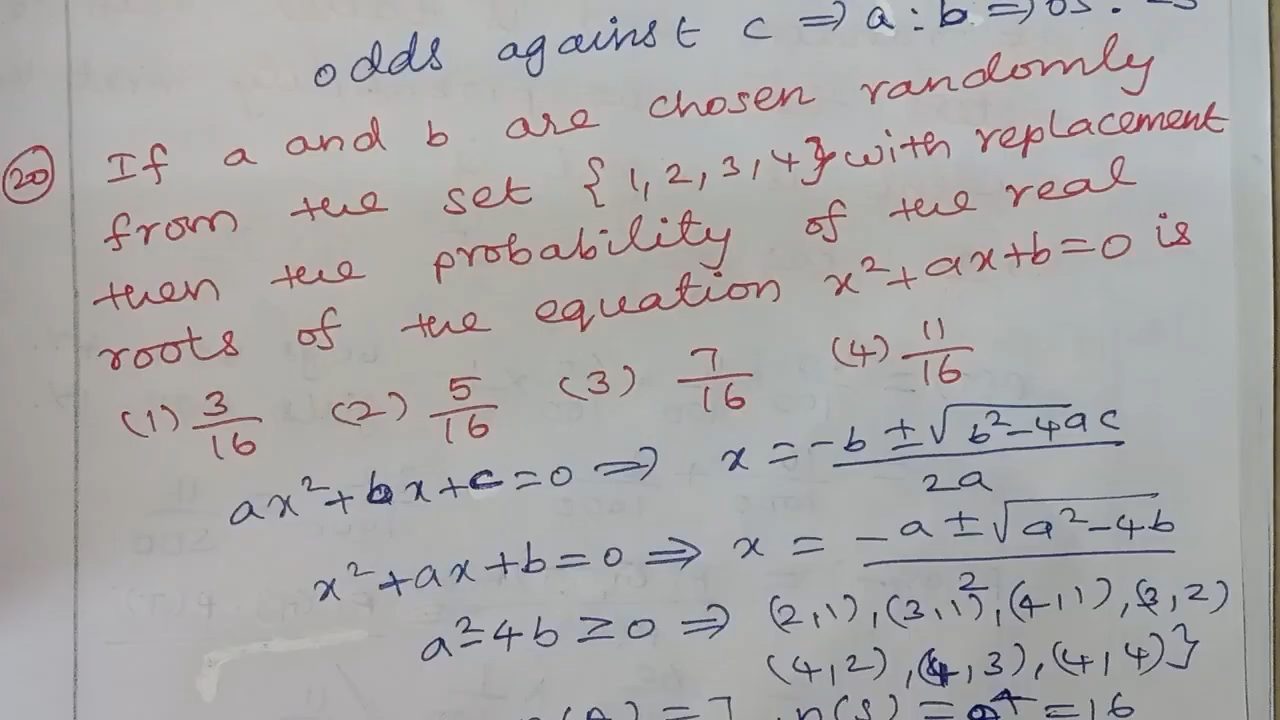 odds against c ⇒ a : b ⇒
(20) If a and b are chosen randomly
from the set {1, 2, 3, 4} with replacement
then the probability of the real
roots of the equation x²+ax+b=0 is
(1) 3/16 (2) 5/16 (3) 7/16 (4) 11/16
ax²+bx+c=0 ⇒ x = -b ±√b²-4ac / 2a
x²+ax+b=0 ⇒ x = -a ±√a²-4b / 2
a²-4b ≥0 ⇒ (2,1),(3,1),(4,1),(3,2)
(4,2),(4,3),(4,4)}
n(A) = 7, n(S) = = 16